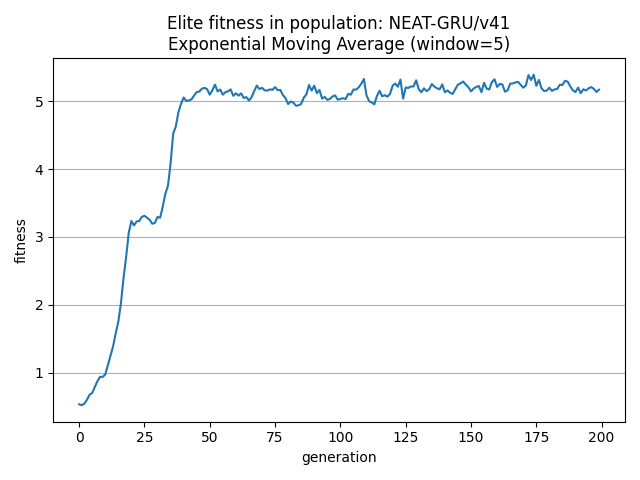 Elite fitness in population: NEAT-GRU/v41
Exponential Moving Average (window=5)
fitness
5
4
3
2
1
0 25 50 75 100 125 150 175 200
generation